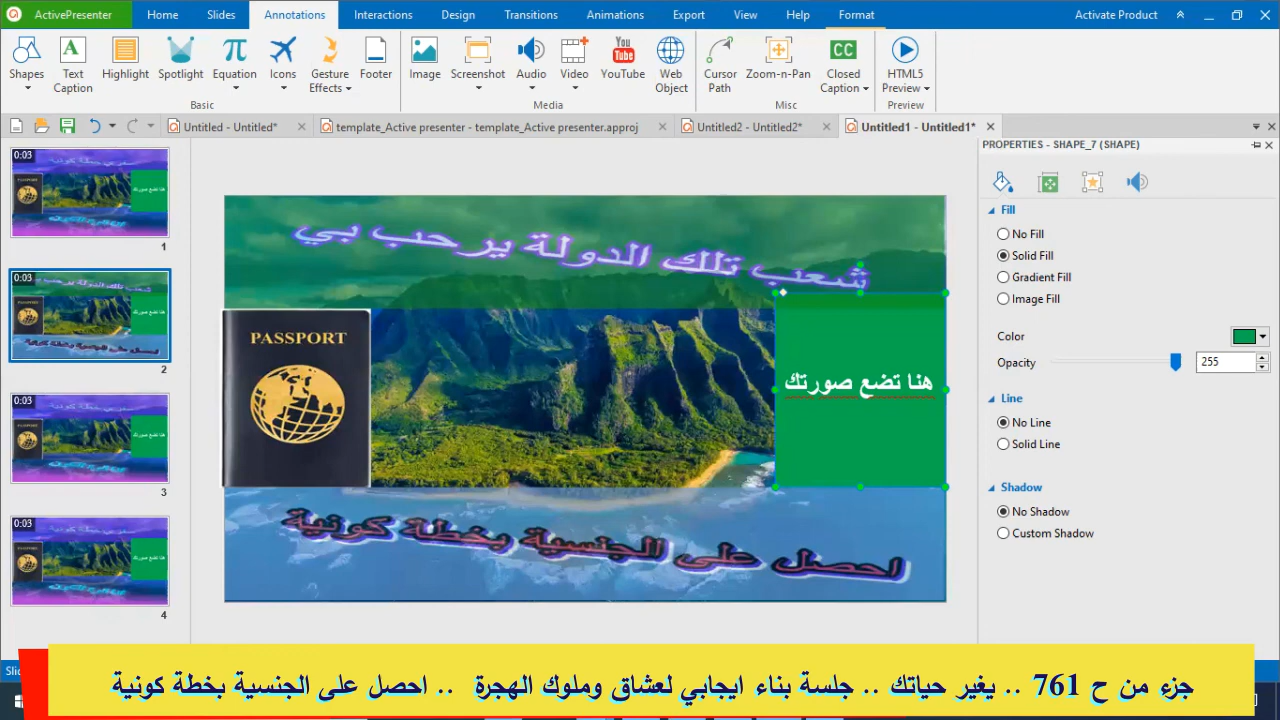 ActivePresenter Home Slides Annotations Interactions Design Transitions Animations Export View Help Format Activate Product
Shapes Text Caption Highlight Spotlight Equation Icons Gesture Effects Footer Image Screenshot Audio Video YouTube Web Object Cursor Path Zoom-n-Pan CC Closed Caption HTML5 Preview
Basic Media Misc Preview
Untitled - Untitled* template_Active presenter - template_Active presenter.approj Untitled2 - Untitled2* Untitled1 - Untitled1*
0:03
1
0:03
2
0:03
3
0:03
4
شعب تلك الدولة يرحب بي
PASSPORT
هنا تضع صورتك
احصل على الجنسية بخطة كونية
PROPERTIES - SHAPE_7 (SHAPE)
Fill
No Fill
Solid Fill
Gradient Fill
Image Fill
Color
Opacity 255
Line
No Line
Solid Line
Shadow
No Shadow
Custom Shadow
جزء من ح 761 .. يغير حياتك .. جلسة بناء ايجابي لعشاق وملوك الهجرة .. احصل على الجنسية بخطة كونية